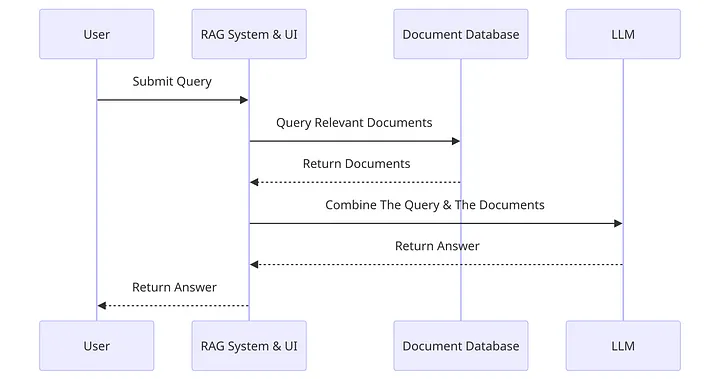 User
RAG System & UI
Document Database
LLM
Submit Query
Query Relevant Documents
Return Documents
Combine The Query & The Documents
Return Answer
Return Answer
User
RAG System & UI
Document Database
LLM